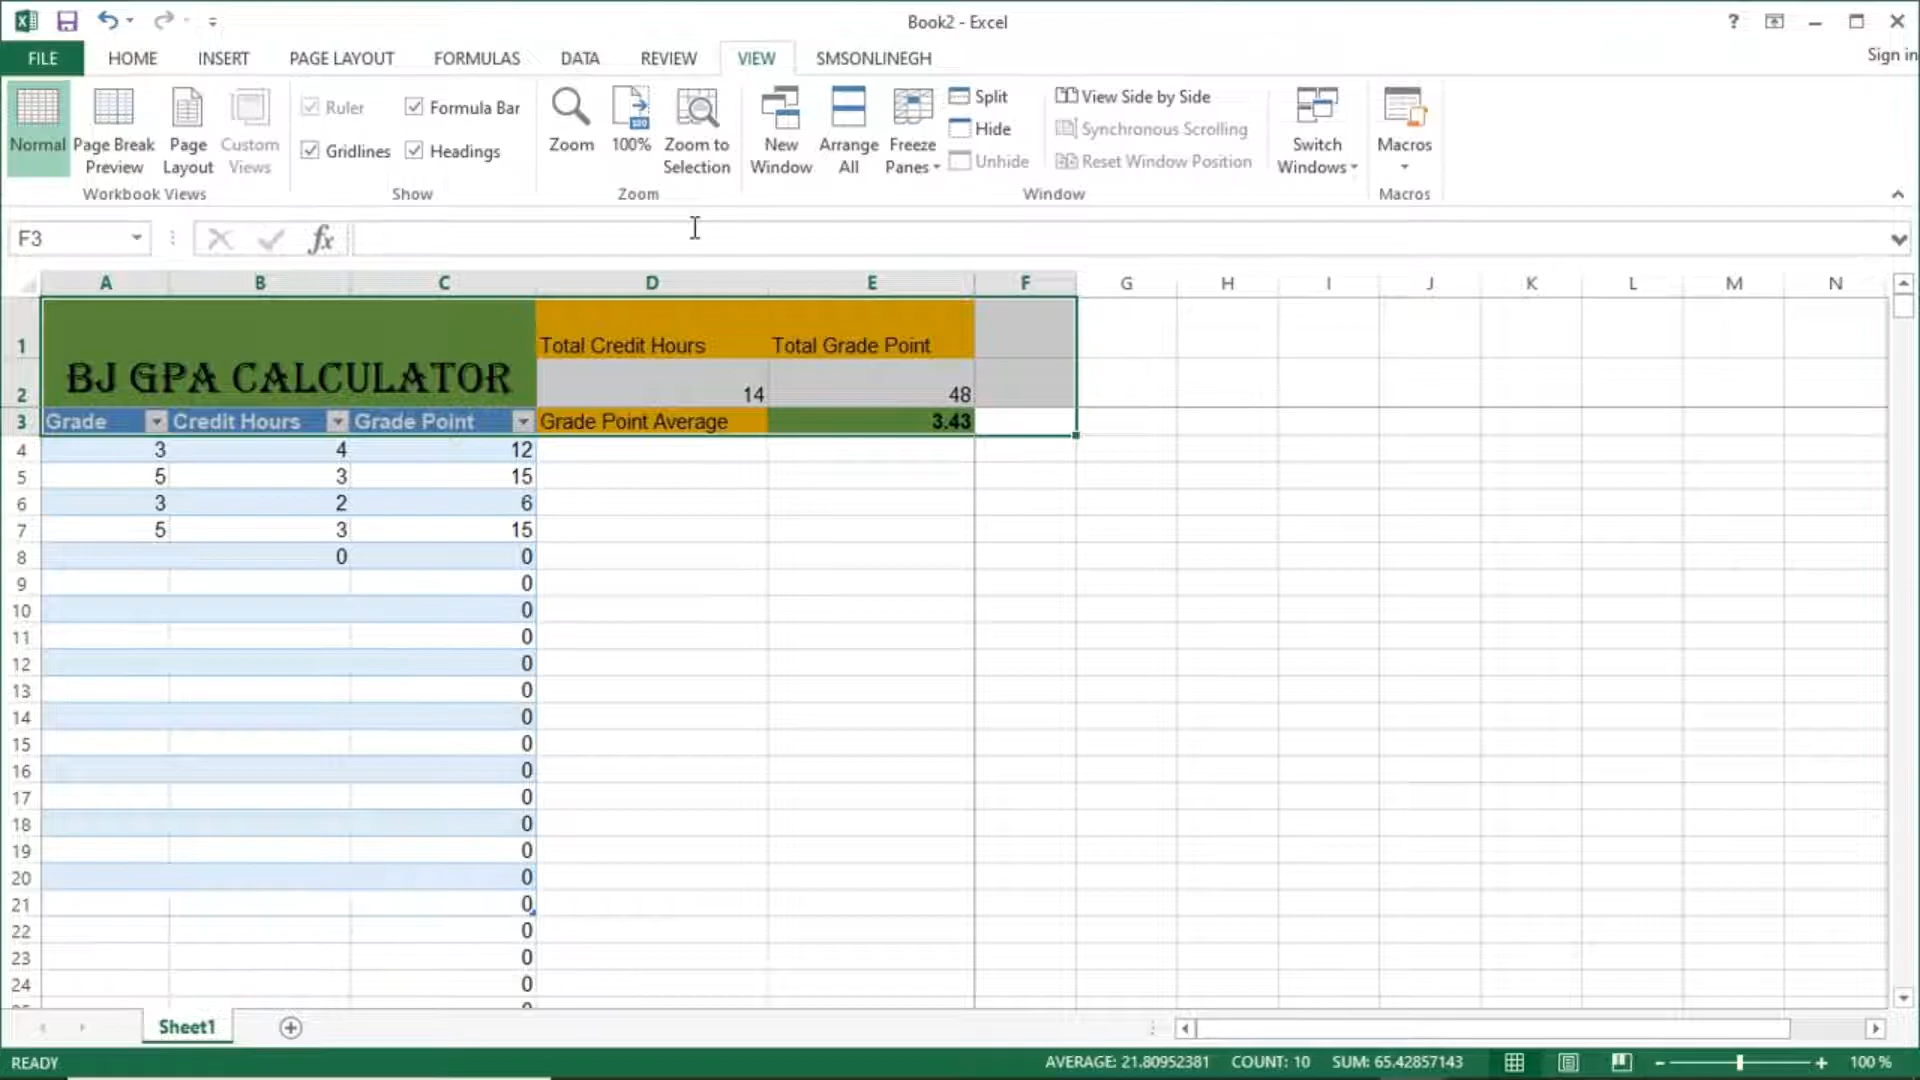 Book2 - Excel
?
Sign in
FILE HOME INSERT PAGE LAYOUT FORMULAS DATA REVIEW VIEW SMSONLINEGH
Normal
Page Break Preview
Page Layout
Custom Views
Workbook Views
Ruler
Formula Bar
Gridlines
Headings
Show
Zoom
100%
Zoom to Selection
Zoom
New Window
Arrange All
Freeze Panes
Split
Hide
Unhide
View Side by Side
Synchronous Scrolling
Reset Window Position
Window
Switch Windows
Macros
Macros
F3
fx
A B C D E F G H I J K L M N
1 Total Credit Hours Total Grade Point
BJ GPA CALCULATOR
2 14 48
3 Grade Credit Hours Grade Point Grade Point Average 3.43
4 3 4 12
5 5 3 15
6 3 2 6
7 5 3 15
8 0 0
9 0
10 0
11 0
12 0
13 0
14 0
15 0
16 0
17 0
18 0
19 0
20 0
21 0
22 0
23 0
24 0
Sheet1
READY
AVERAGE: 21.80952381 COUNT: 10 SUM: 65.42857143
100 %